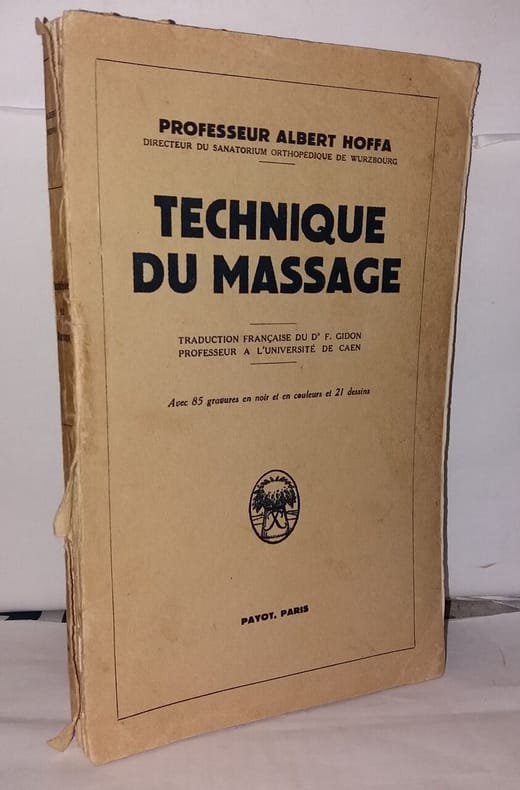 PROFESSEUR ALBERT HOFFA
DIRECTEUR DU SANATORIUM ORTHOPÉDIQUE DE WURZBOURG
TECHNIQUE
DU MASSAGE
TRADUCTION FRANÇAISE DU Dʳ F. GIDON
PROFESSEUR A L'UNIVERSITÉ DE CAEN
Avec 85 gravures en noir et en couleurs et 21 dessins
PAYOT, PARIS